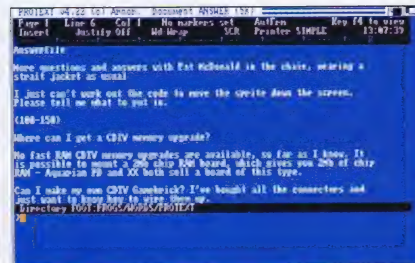 PROTEXT v4.22 (c) Arnor. Document ANSWER (5K)
Page 1 Line 6 Col 1 No markers set AutFrm Key f4 to view
Insert Justify Off Wd-Wrap SCR Printer SIMPLE 13:07:39
Answerfile
More questions and answers with Pat McDonald in the chair, wearing a
strait jacket as usual
I just can't work out the code to move the sprite down the screen.
Please tell me what to put in.
(100-150)
Where can I get a CDTV memory upgrade?
No fast RAM CDTV memory upgrades are available, so far as I know. It
is possible to mount a 2Mb chip RAM board, which gives you 2Mb of chip
RAM - Aquarian PD and XX both sell a board of this type.
Can I make my own CDTV Gamebrick? I've bought all the connectors and
just want to know how to wire them up.
Directory FOOT:FROGS/WORDS/PROTEXT
>